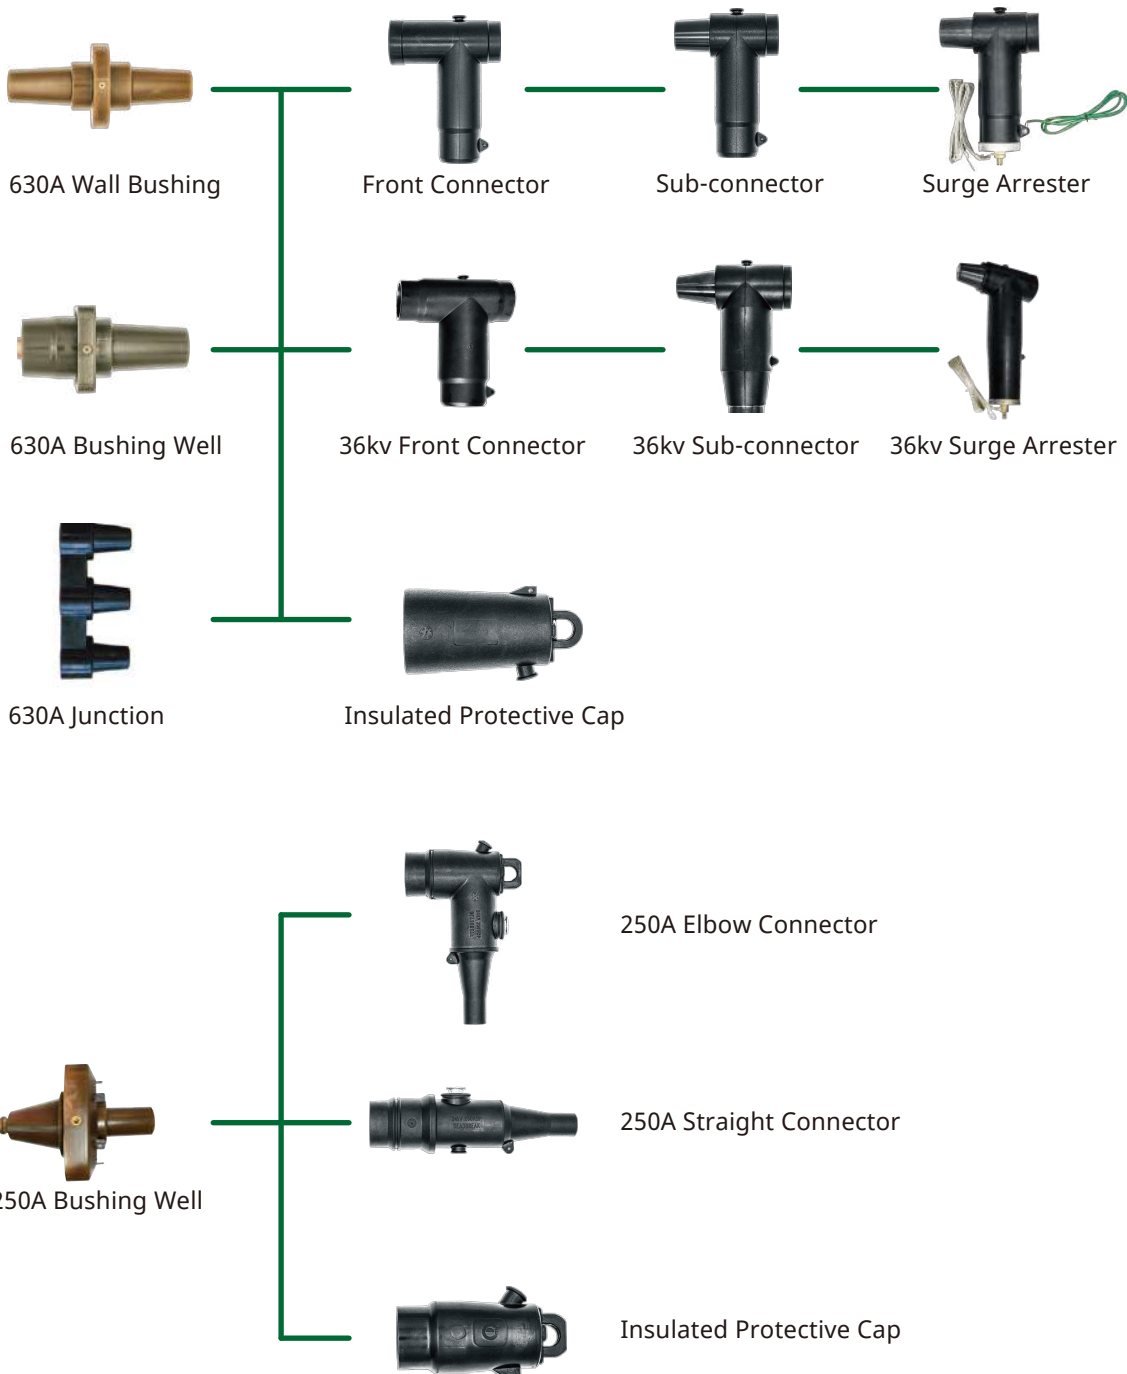 630A Wall Bushing
Front Connector
Sub-connector
Surge Arrester
630A Bushing Well
36kv Front Connector
36kv Sub-connector
36kv Surge Arrester
630A Junction
Insulated Protective Cap
250A Elbow Connector
250A Straight Connector
250A Bushing Well
Insulated Protective Cap